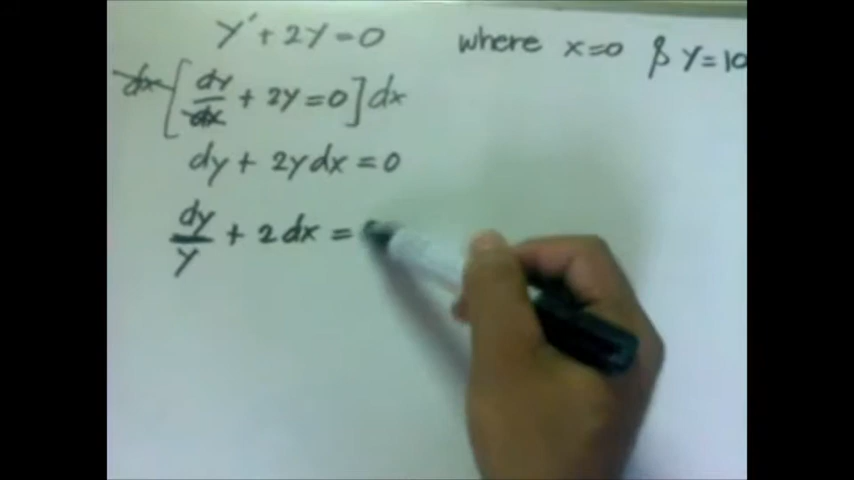 y' + 2y = 0 where x=0 & y=10
dx [ dy/dx + 2y = 0 ] dx
dy + 2y dx = 0
dy/y + 2 dx =